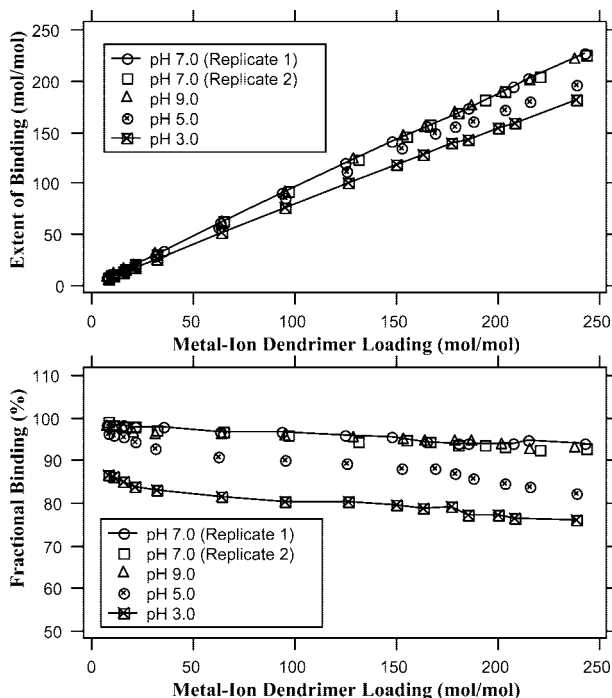 250
200
150
100
50
0
Extent of Binding (mol/mol)
pH 7.0 (Replicate 1)
pH 7.0 (Replicate 2)
pH 9.0
pH 5.0
pH 3.0
0 50 100 150 200 250
Metal-Ion Dendrimer Loading (mol/mol)
110
100
90
80
70
60
50
Fractional Binding (%)
pH 7.0 (Replicate 1)
pH 7.0 (Replicate 2)
pH 9.0
pH 5.0
pH 3.0
0 50 100 150 200 250
Metal-Ion Dendrimer Loading (mol/mol)